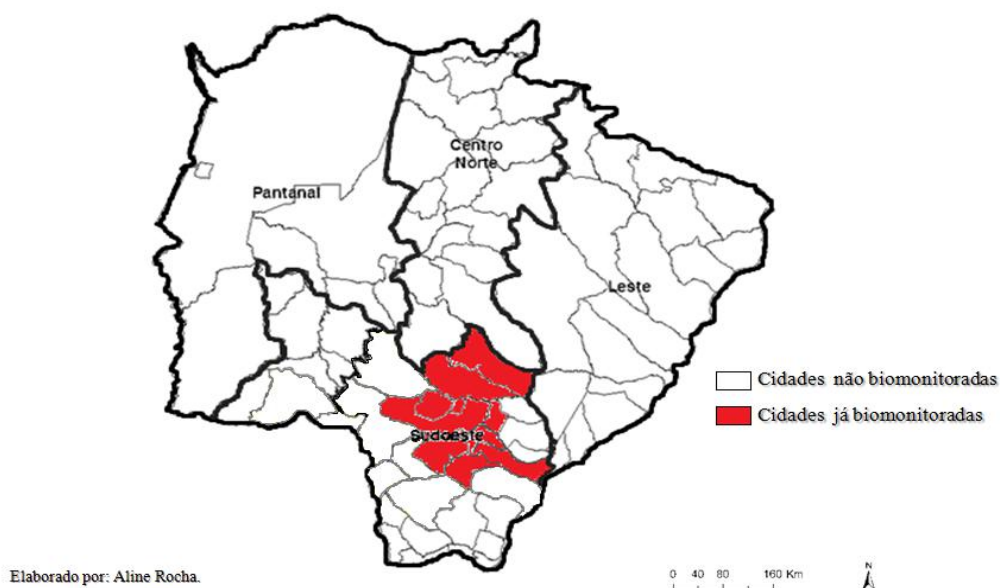 Centro
Norte
Pantanal
Leste
Cidades não biomonitoradas
Cidades já biomonitoradas
Sudoeste
Elaborado por: Aline Rocha.
0 40 80 160 Km
N